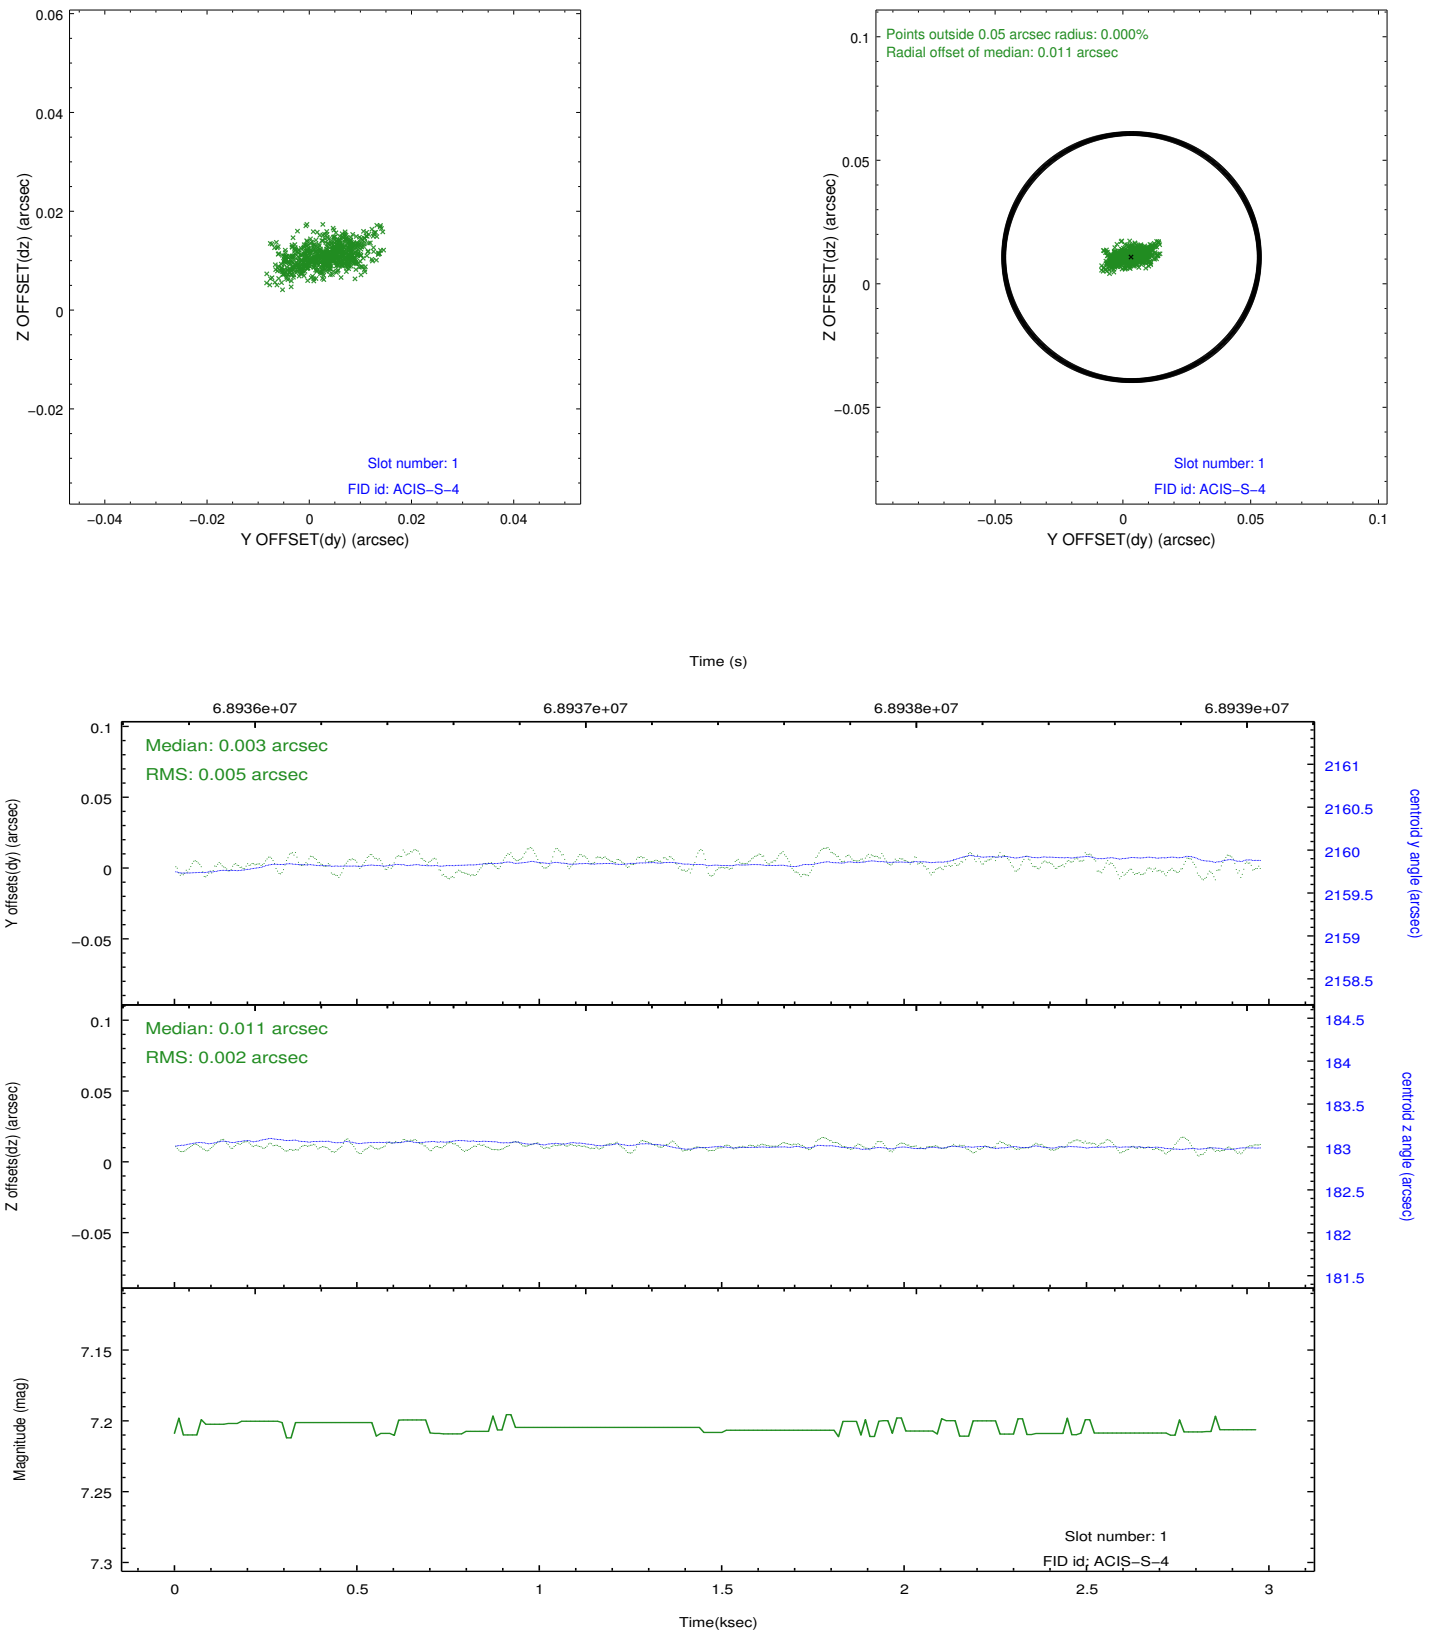 0.06
0.04
0.02
0
−0.02
−0.04
−0.02
0
0.02
0.04
Z OFFSET(dz) (arcsec)
Y OFFSET(dy) (arcsec)
Slot number: 1
FID id: ACIS−S−4
Points outside 0.05 arcsec radius: 0.000%
Radial offset of median: 0.011 arcsec
0.1
0.05
0
−0.05
−0.05
0
0.05
0.1
Z OFFSET(dz) (arcsec)
Y OFFSET(dy) (arcsec)
Slot number: 1
FID id: ACIS−S−4
Time (s)
6.8936e+07
6.8937e+07
6.8938e+07
6.8939e+07
Median: 0.003 arcsec
RMS: 0.005 arcsec
0.1
0.05
0
−0.05
Y offsets(dy) (arcsec)
2161
2160.5
2160
2159.5
2159
2158.5
centroid y angle (arcsec)
Median: 0.011 arcsec
RMS: 0.002 arcsec
0.1
0.05
0
−0.05
Z offsets(dz) (arcsec)
184.5
184
183.5
183
182.5
182
181.5
centroid z angle (arcsec)
7.15
7.2
7.25
7.3
Magnitude (mag)
Slot number: 1
FID id: ACIS−S−4
0
0.5
1
1.5
2
2.5
3
Time(ksec)